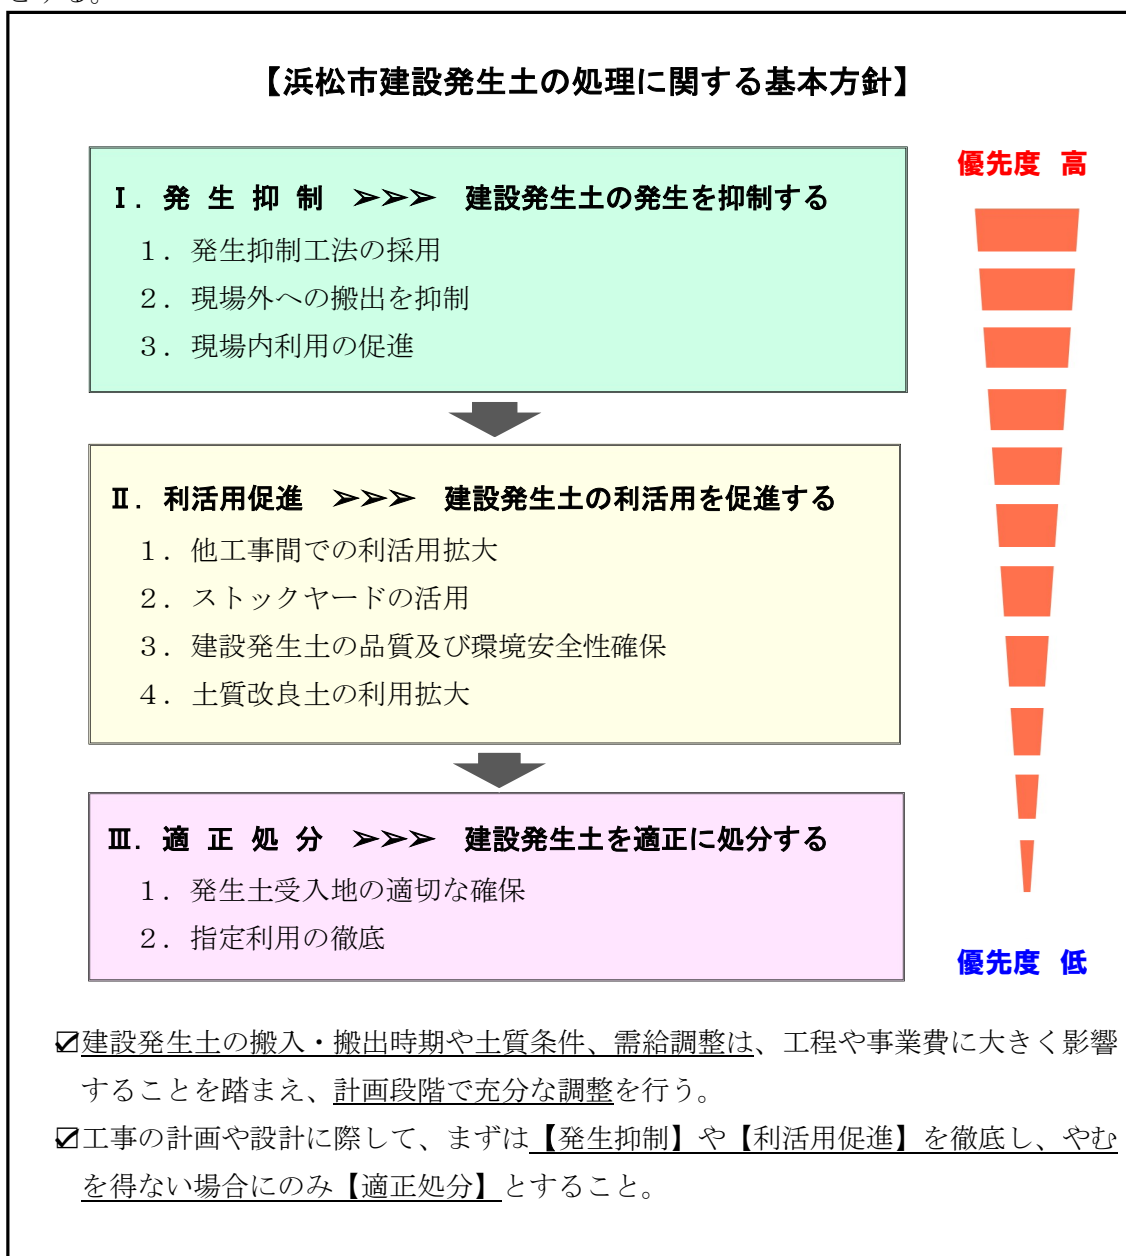 とする。
【浜松市建設発生土の処理に関する基本方針】
優先度 高
Ⅰ．発 生 抑 制 ➢➢➢ 建設発生土の発生を抑制する
１．発生抑制工法の採用
２．現場外への搬出を抑制
３．現場内利用の促進
Ⅱ．利活用促進 ➢➢➢ 建設発生土の利活用を促進する
１．他工事間での利活用拡大
２．ストックヤードの活用
３．建設発生土の品質及び環境安全性確保
４．土質改良土の利用拡大
Ⅲ．適 正 処 分 ➢➢➢ 建設発生土を適正に処分する
１．発生土受入地の適切な確保
２．指定利用の徹底
優先度 低
☑建設発生土の搬入・搬出時期や土質条件、需給調整は、工程や事業費に大きく影響
することを踏まえ、計画段階で充分な調整を行う。
☑工事の計画や設計に際して、まずは【発生抑制】や【利活用促進】を徹底し、やむ
を得ない場合にのみ【適正処分】とすること。